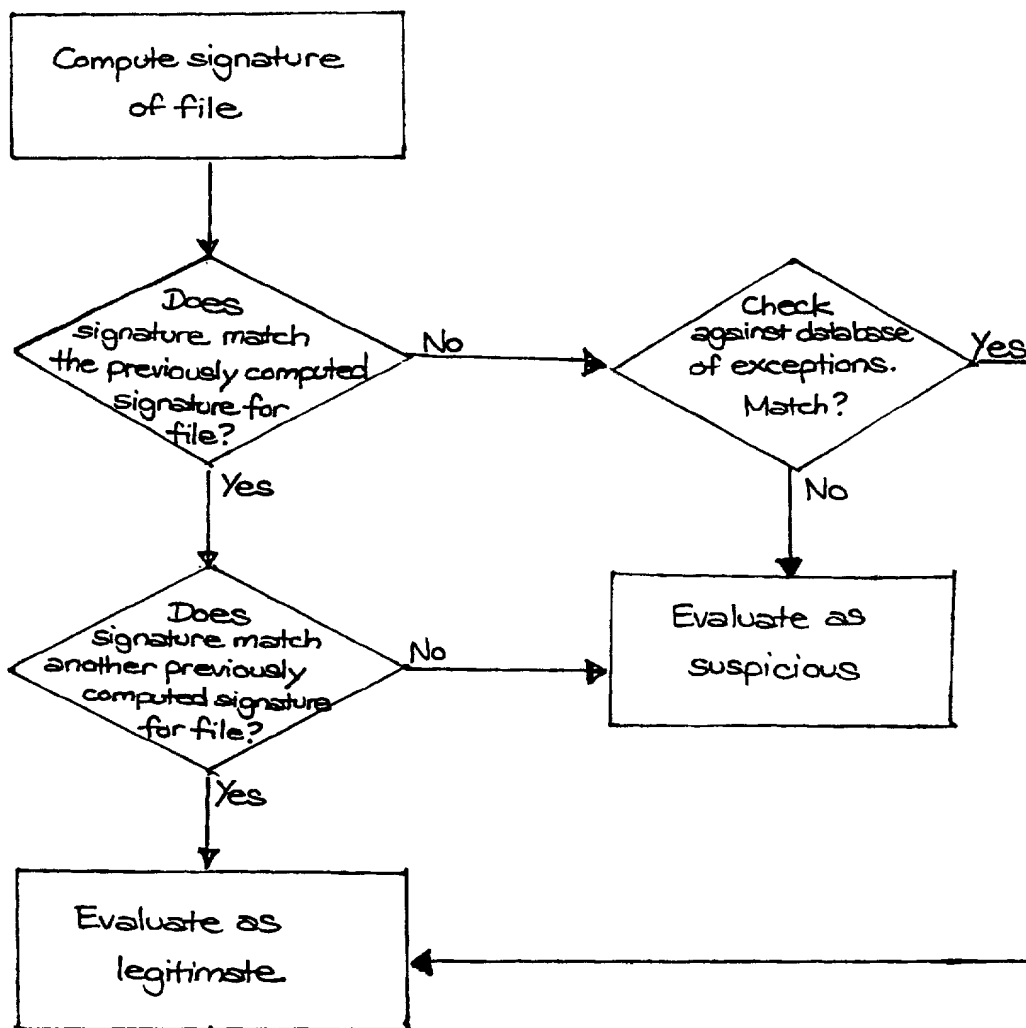 Compute signature
of file
Does
signature match
the previously computed
signature for
file?
No
Check
against database
of exceptions.
Match?
Yes
Yes
No
Does
signature match
another previously
computed signature
for file?
No
Evaluate as
suspicious
Yes
Evaluate as
legitimate